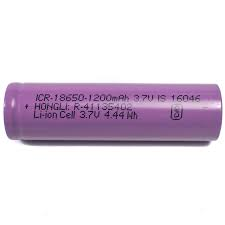 ICR-18650-1200mAh 3.7V IS 16046
+ HONGLI: R-41135402
Li-ion Cell 3.7V 4.44 Wh